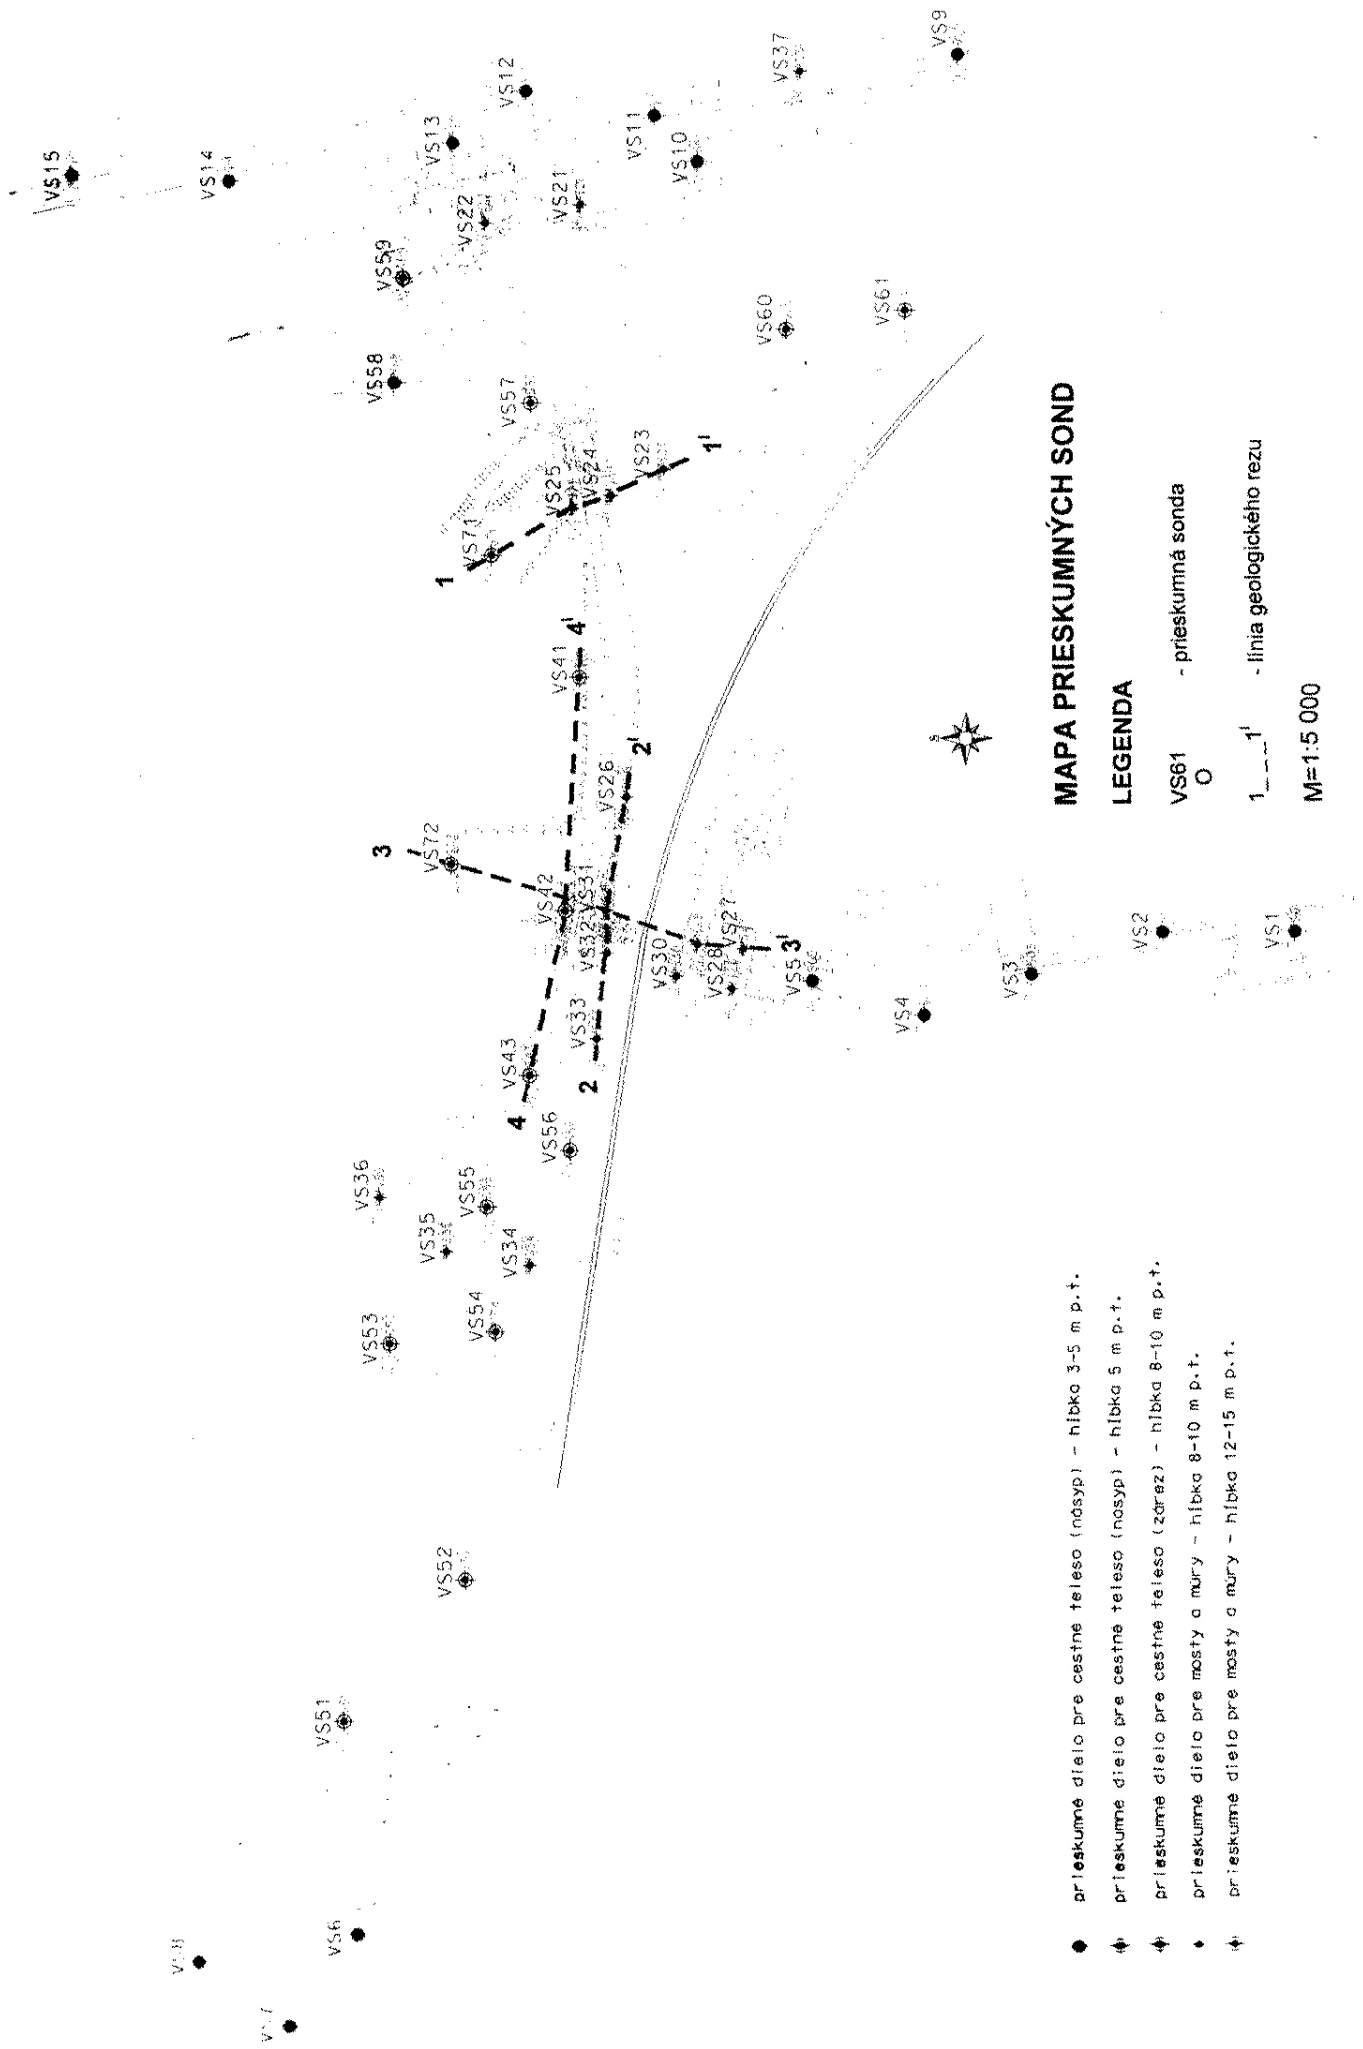 VS15
VS14
VS13
VS12
VS9
VS37
VS11
VS10
VS22
VS21
VS59
VS58
VS57
VS60
VS61
VS71
VS25
VS24
VS23
1
1'
VS41
4'
VS26
2'
3
VS72
VS42
VS31
VS32
VS33
2
VS43
4
VS56
VS30
VS27
VS28
3'
VS5
VS4
VS3
VS2
VS1
VS36
VS35
VS55
VS34
VS53
VS54
VS52
VS51
VS6
MAPA PRIESKUMNÝCH SOND
LEGENDA
VS61 - prieskumná sonda
1___1' - línia geologického rezu
M=1:5 000
prieskumné dielo pre cestné teleso (násyp) - hĺbka 3-5 m p.t.
prieskumné dielo pre cestné teleso (násyp) - hĺbka 5 m p.t.
prieskumné dielo pre cestné teleso (zárez) - hĺbka 8-10 m p.t.
prieskumné dielo pre mosty a múry - hĺbka 8-10 m p.t.
prieskumné dielo pre mosty a múry - hĺbka 12-15 m p.t.